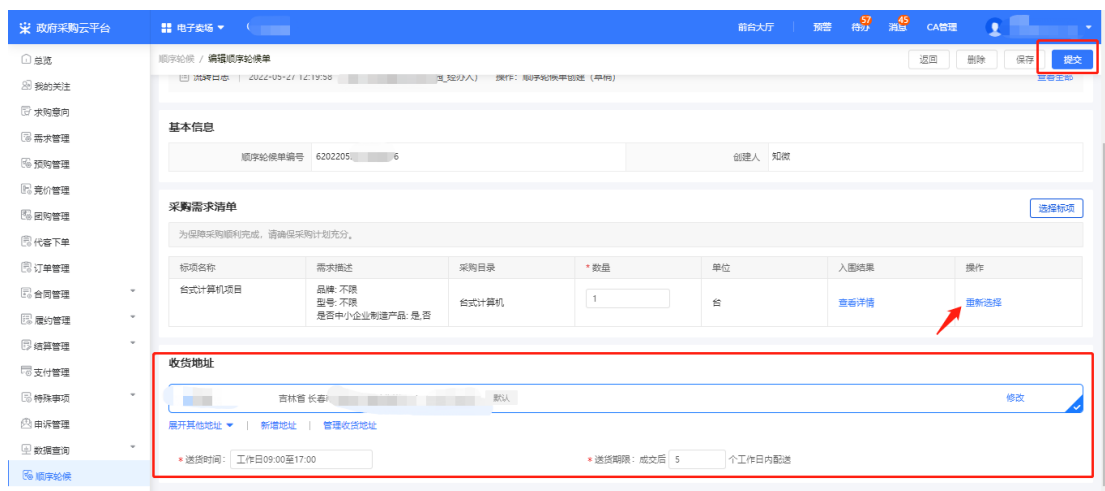 政府采购云平台
电子卖场
前台大厅
预警
待办
57
消息
45
CA管理
总览
我的关注
求购意向
需求管理
预购管理
竞价管理
团购管理
代客下单
订单管理
合同管理
履约管理
结算管理
支付管理
特殊事项
申诉管理
数据查询
顺序轮候
顺序轮候 / 编辑顺序轮候单
返回
删除
保存
提交
流转日志 | 2022-05-27 12:19:58 经办人) 操作: 顺序轮候单创建 (草稿)
查看全部
基本信息
顺序轮候单编号 6202205 6 创建人 知微
采购需求清单
选择标项
为保障采购顺利完成，请确保采购计划充分。
标项名称 需求描述 采购目录 *数量 单位 入围结果 操作
台式计算机项目
品牌: 不限
型号: 不限
是否中小企业制造产品: 是,否
台式计算机 1 台 查看详情 重新选择
收货地址
吉林省 长春 默认 修改
展开其他地址 | 新增地址 | 管理收货地址
*送货时间: 工作日09:00至17:00
*送货期限: 成交后 5 个工作日内配送